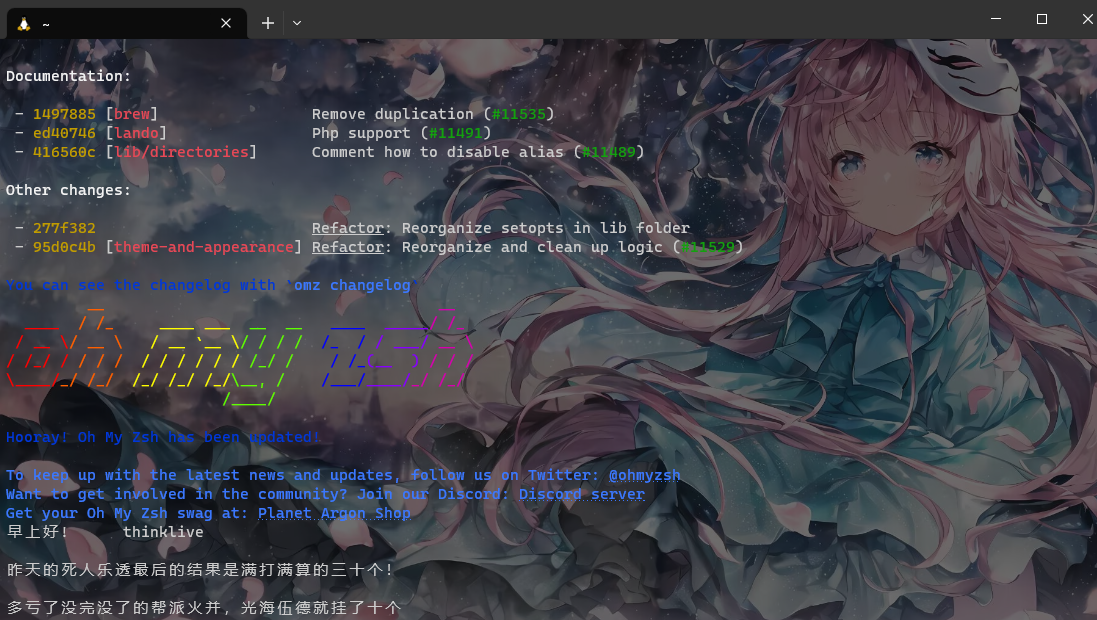 ~
Documentation:
- 1497885 [brew] Remove duplication (#11535)
- ed40746 [lando] Php support (#11491)
- 416560c [lib/directories] Comment how to disable alias (#11489)
Other changes:
- 277f382 Refactor: Reorganize setopts in lib folder
- 95d0c4b [theme-and-appearance] Refactor: Reorganize and clean up logic (#11529)
You can see the changelog with `omz changelog`
oh my zsh
Hooray! Oh My Zsh has been updated!
To keep up with the latest news and updates, follow us on Twitter: @ohmyzsh
Want to get involved in the community? Join our Discord: Discord server
Get your Oh My Zsh swag at: Planet Argon Shop
早上好! thinklive
昨天的死人乐透最后的结果是满打满算的三十个!
多亏了没完没了的帮派火并, 光海伍德就挂了十个